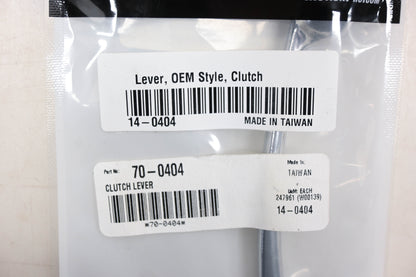 Lever, OEM Style, Clutch
14-0404 MADE IN TAIWAN
Part No: 70-0404
CLUTCH LEVER
*70-0404*
Made In:
TAIWAN
UoM: EACH
247961 (W00139)
14-0404